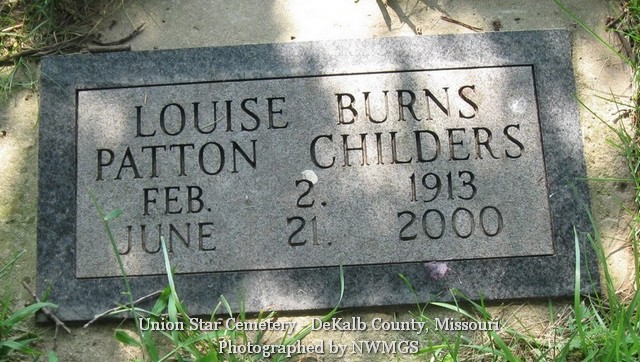 LOUISE BURNS
PATTON CHILDERS
FEB. 2. 1913
JUNE 21. 2000
Union Star Cemetery - DeKalb County, Missouri
Photographed by NWMGS